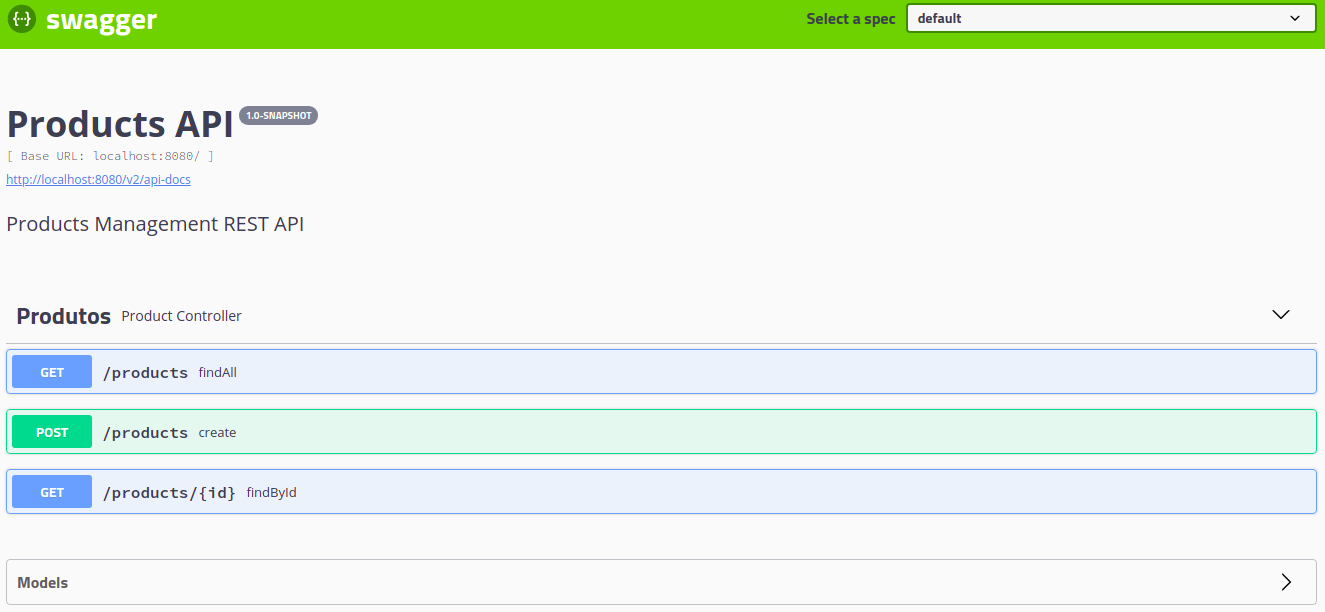 {··} swagger
Select a spec default
Products API 1.0-SNAPSHOT
[ Base URL: localhost:8080/ ]
http://localhost:8080/v2/api-docs
Products Management REST API
Produtos Product Controller
GET /products findAll
POST /products create
GET /products/{id} findById
Models